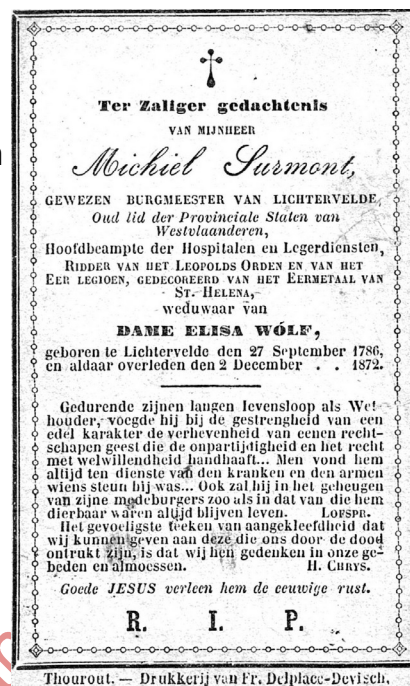 Ter Zaliger gedachtenis
VAN MIJNHEER
Michiel Surmont,
GEWEZEN BURGMEESTER VAN LICHTERVELDE,
Oud lid der Provinciale Staten van
Westvlaanderen,
Hoofdbeampte der Hospitalen en Legerdiensten,
RIDDER VAN HET LEOPOLDS ORDEN EN VAN HET
EER LEGIOEN, GEDECOREERD VAN HET EERMETAAL VAN
ST. HELENA,
weduwaar van
DAME ELISA WOLF,
geboren te Lichtervelde den 27 September 1786,
en aldaar overleden den 2 December . . 1872.
Gedurende zijnen langen levensloop als Wet-
houder, voegde hij bij de gestrengheid van een
edel karakter de verhevenheid van eenen recht-
schapen geest die de onpartijdigheid en het recht
met welwillendheid handhaaft... Men vond hem
altijd ten dienste van den kranken en den armen
wiens steun hij was... Ook zal hij in het geheugen
van zijne medeburgers zoo als in dat van die hem
dierbaar waren altijd blijven leven. LOFSPR.
Het gevoeligste teeken van aangekleefdheid dat
wij kunnen geven aan deze die ons door de dood
ontrukt zijn, is dat wij hen gedenken in onze ge-
beden en almoessen. H. CHRYS.
Goede JESUS verleen hem de eeuwige rust.
R. I. P.
Thourout. — Drukkerij van Fr. Delplace-Devisch.